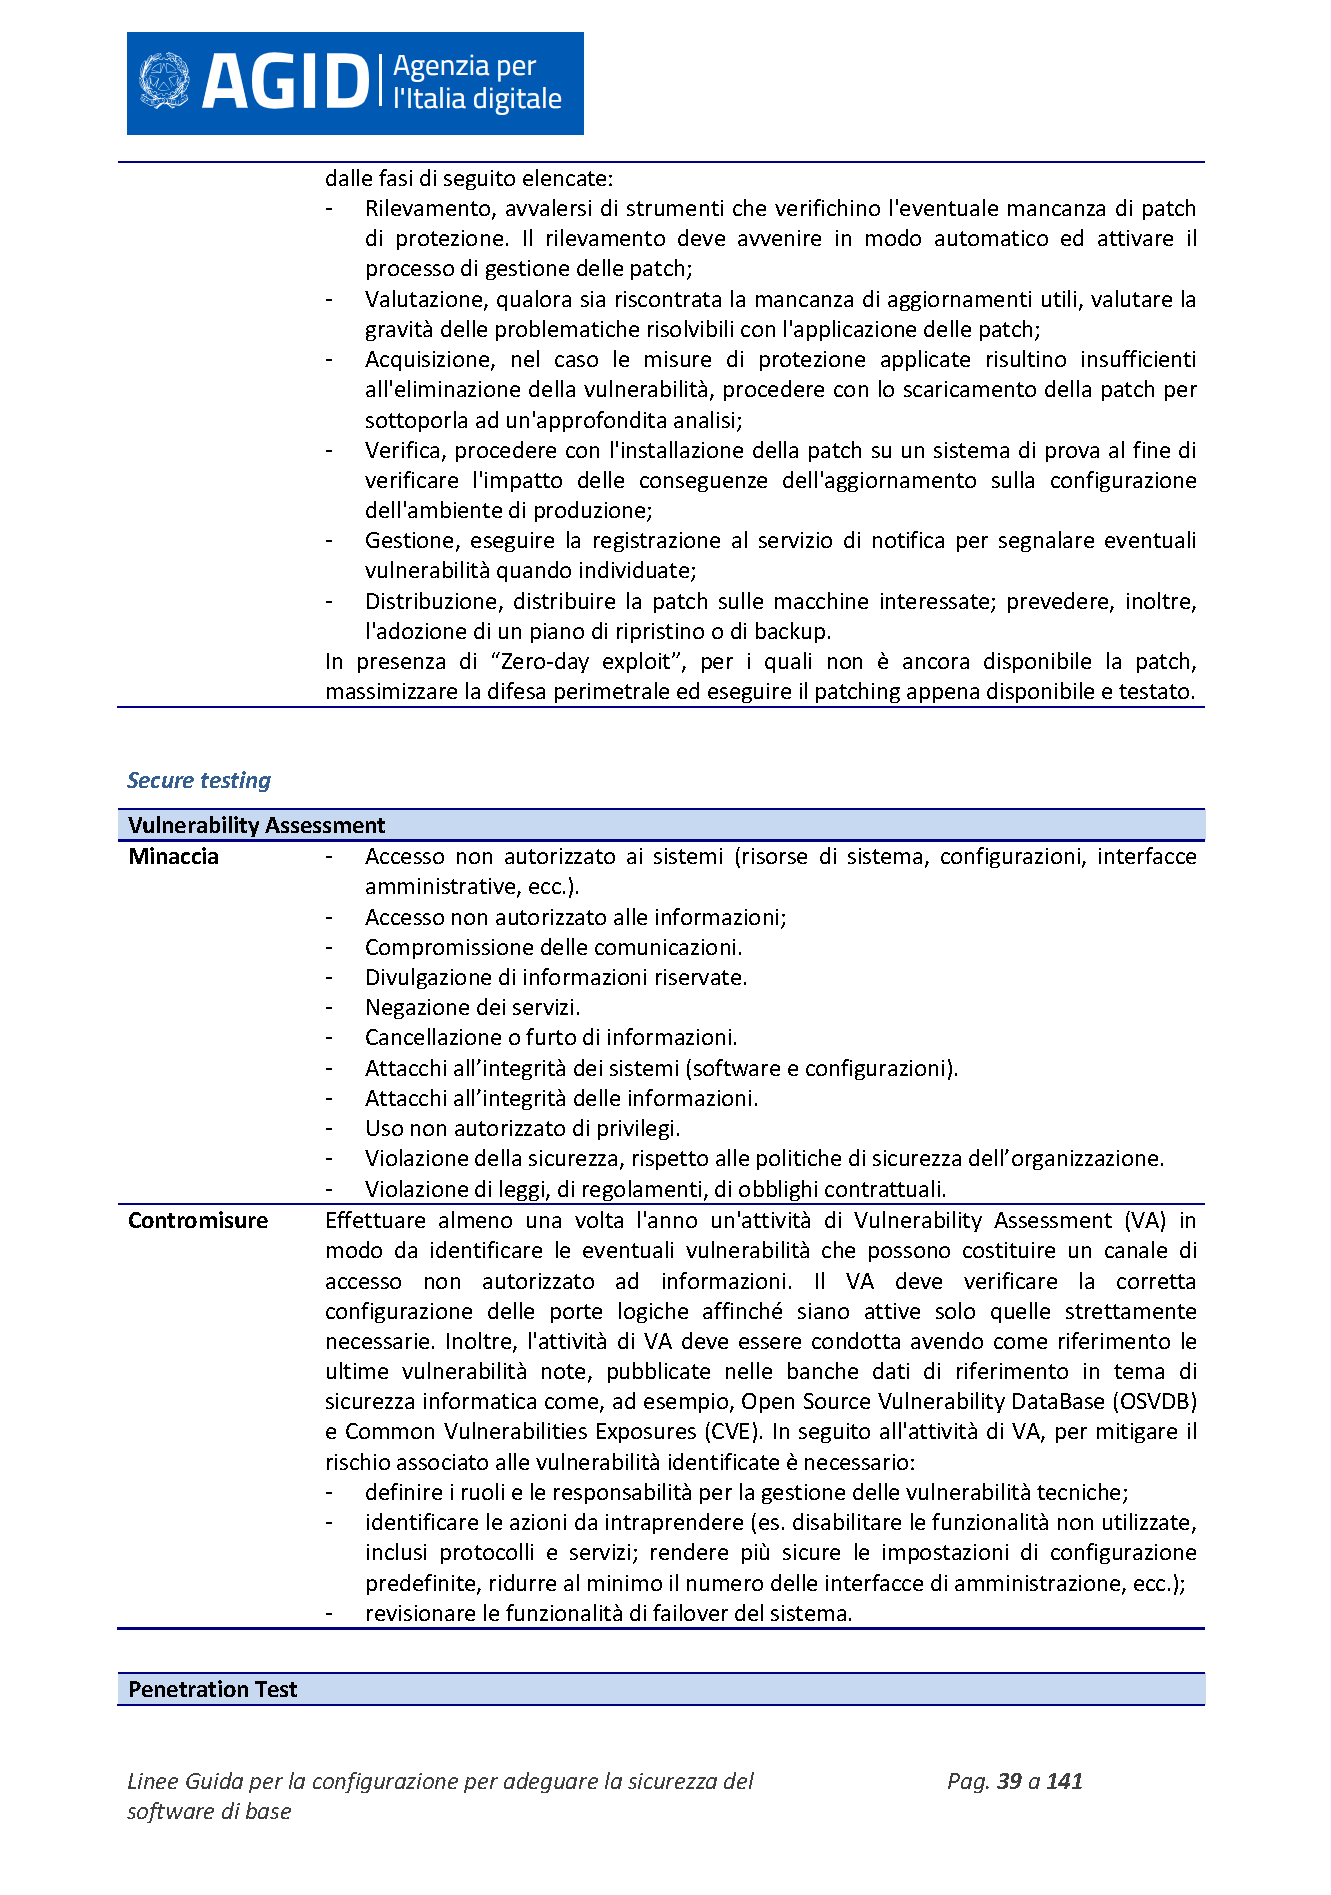 AGID Agenzia per
l'Italia digitale
dalle fasi di seguito elencate:
- Rilevamento, avvalersi di strumenti che verifichino l'eventuale mancanza di patch
di protezione. Il rilevamento deve avvenire in modo automatico ed attivare il
processo di gestione delle patch;
- Valutazione, qualora sia riscontrata la mancanza di aggiornamenti utili, valutare la
gravità delle problematiche risolvibili con l'applicazione delle patch;
- Acquisizione, nel caso le misure di protezione applicate risultino insufficienti
all'eliminazione della vulnerabilità, procedere con lo scaricamento della patch per
sottoporla ad un'approfondita analisi;
- Verifica, procedere con l'installazione della patch su un sistema di prova al fine di
verificare l'impatto delle conseguenze dell'aggiornamento sulla configurazione
dell'ambiente di produzione;
- Gestione, eseguire la registrazione al servizio di notifica per segnalare eventuali
vulnerabilità quando individuate;
- Distribuzione, distribuire la patch sulle macchine interessate; prevedere, inoltre,
l'adozione di un piano di ripristino o di backup.
In presenza di “Zero-day exploit”, per i quali non è ancora disponibile la patch,
massimizzare la difesa perimetrale ed eseguire il patching appena disponibile e testato.
Secure testing
Vulnerability Assessment
Minaccia - Accesso non autorizzato ai sistemi (risorse di sistema, configurazioni, interfacce
amministrative, ecc.).
- Accesso non autorizzato alle informazioni;
- Compromissione delle comunicazioni.
- Divulgazione di informazioni riservate.
- Negazione dei servizi.
- Cancellazione o furto di informazioni.
- Attacchi all’integrità dei sistemi (software e configurazioni).
- Attacchi all’integrità delle informazioni.
- Uso non autorizzato di privilegi.
- Violazione della sicurezza, rispetto alle politiche di sicurezza dell’organizzazione.
- Violazione di leggi, di regolamenti, di obblighi contrattuali.
Contromisure Effettuare almeno una volta l'anno un'attività di Vulnerability Assessment (VA) in
modo da identificare le eventuali vulnerabilità che possono costituire un canale di
accesso non autorizzato ad informazioni. Il VA deve verificare la corretta
configurazione delle porte logiche affinché siano attive solo quelle strettamente
necessarie. Inoltre, l'attività di VA deve essere condotta avendo come riferimento le
ultime vulnerabilità note, pubblicate nelle banche dati di riferimento in tema di
sicurezza informatica come, ad esempio, Open Source Vulnerability DataBase (OSVDB)
e Common Vulnerabilities Exposures (CVE). In seguito all'attività di VA, per mitigare il
rischio associato alle vulnerabilità identificate è necessario:
- definire i ruoli e le responsabilità per la gestione delle vulnerabilità tecniche;
- identificare le azioni da intraprendere (es. disabilitare le funzionalità non utilizzate,
inclusi protocolli e servizi; rendere più sicure le impostazioni di configurazione
predefinite, ridurre al minimo il numero delle interfacce di amministrazione, ecc.);
- revisionare le funzionalità di failover del sistema.
Penetration Test
Linee Guida per la configurazione per adeguare la sicurezza del Pag. 39 a 141
software di base